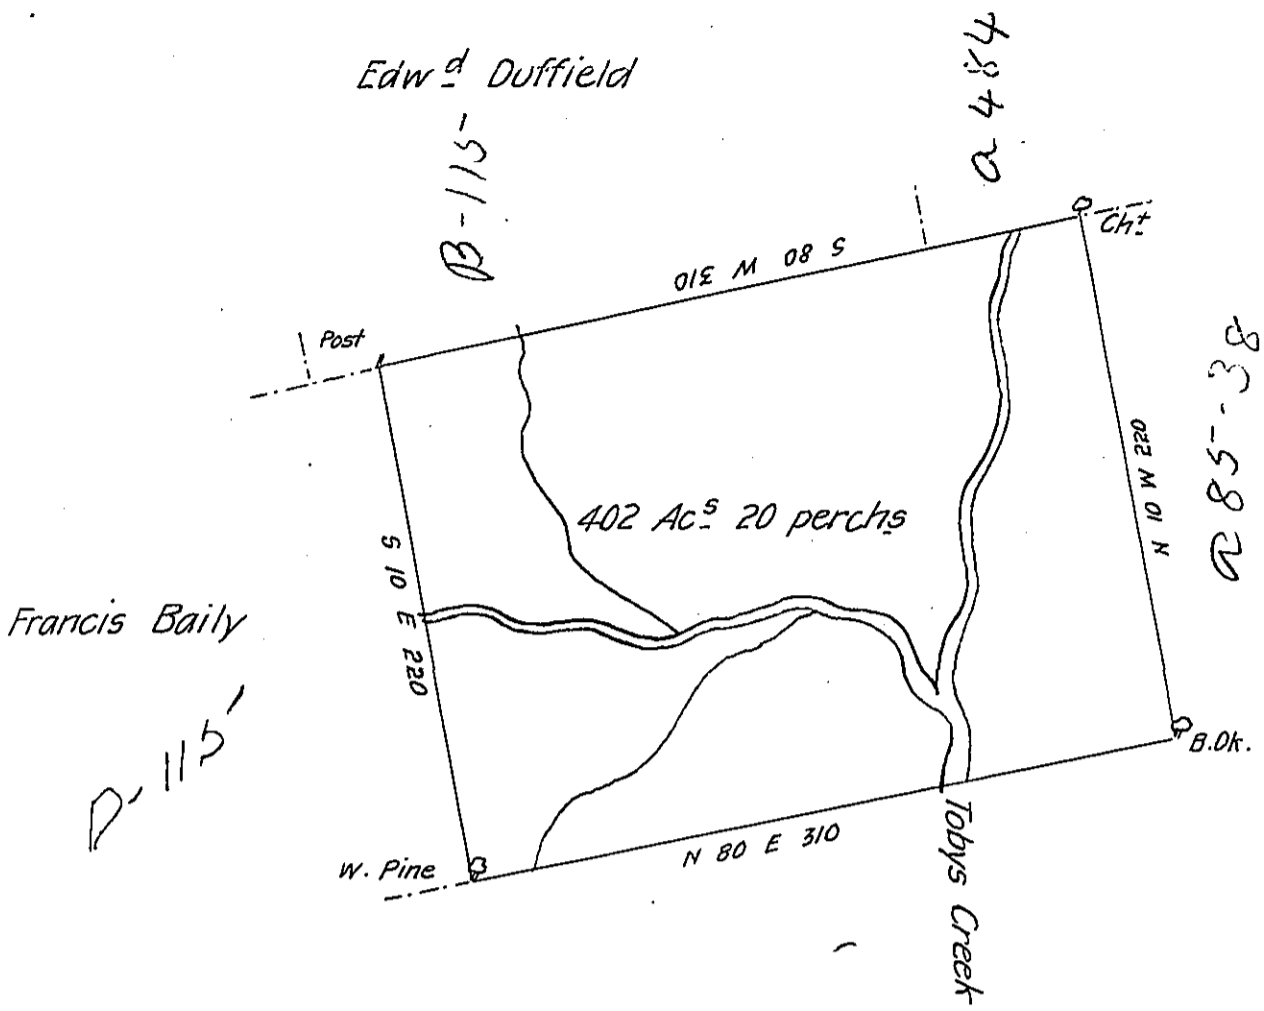 Edwd Duffield
B-115
a 484
Cht
S 80 W 310
Post
N 10 W 220
a 85-38
402 Acs 20 perchs
S 10 E 220
Francis Baily
D-115
B.Ok.
W. Pine
N 80 E 310
Tobys Creek